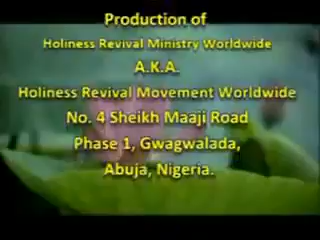 Production of
Holiness Revival Ministry Worldwide
A.K.A.
Holiness Revival Movement Worldwide
No. 4 Sheikh Maaji Road
Phase 1, Gwagwalada,
Abuja, Nigeria.